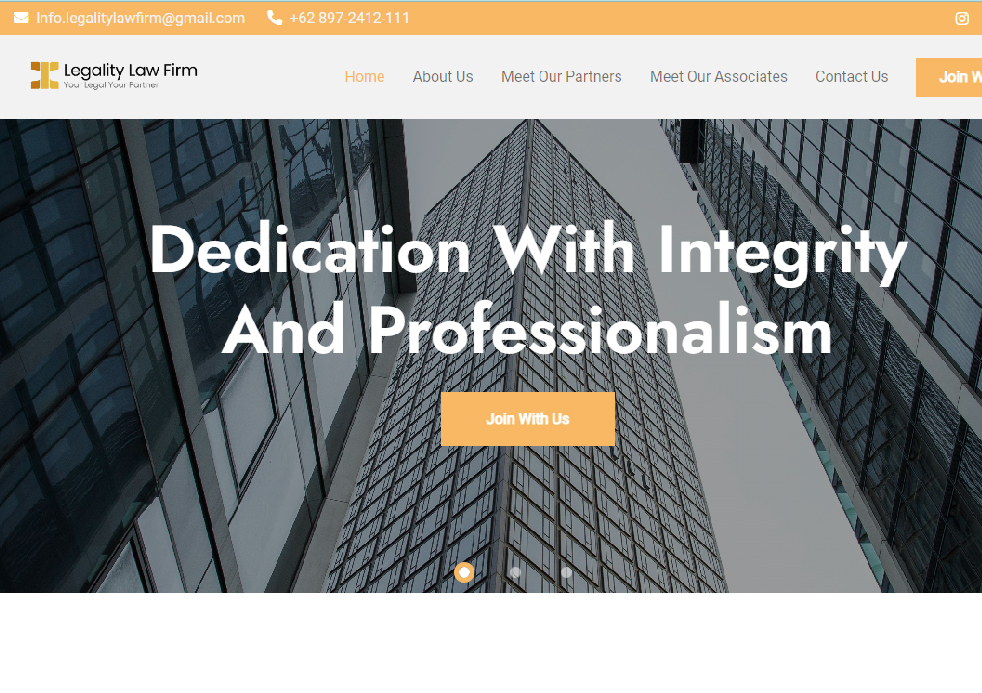 Info.legalitylawfirm@gmail.com +62 897 2412 111
Legality Law Firm
Your Legal Your Partner
Home About Us Meet Our Partners Meet Our Associates Contact Us Join W
Dedication With Integrity
And Professionalism
Join With Us